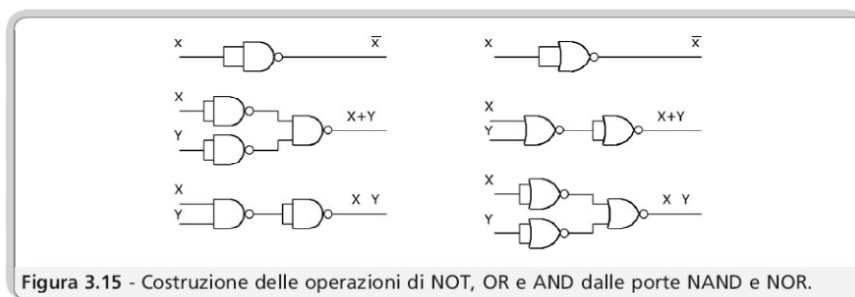 x x̅
x x̅
X
Y
X+Y
X
Y
X+Y
X
Y
X Y
X
Y
X Y
Figura 3.15 - Costruzione delle operazioni di NOT, OR e AND dalle porte NAND e NOR.